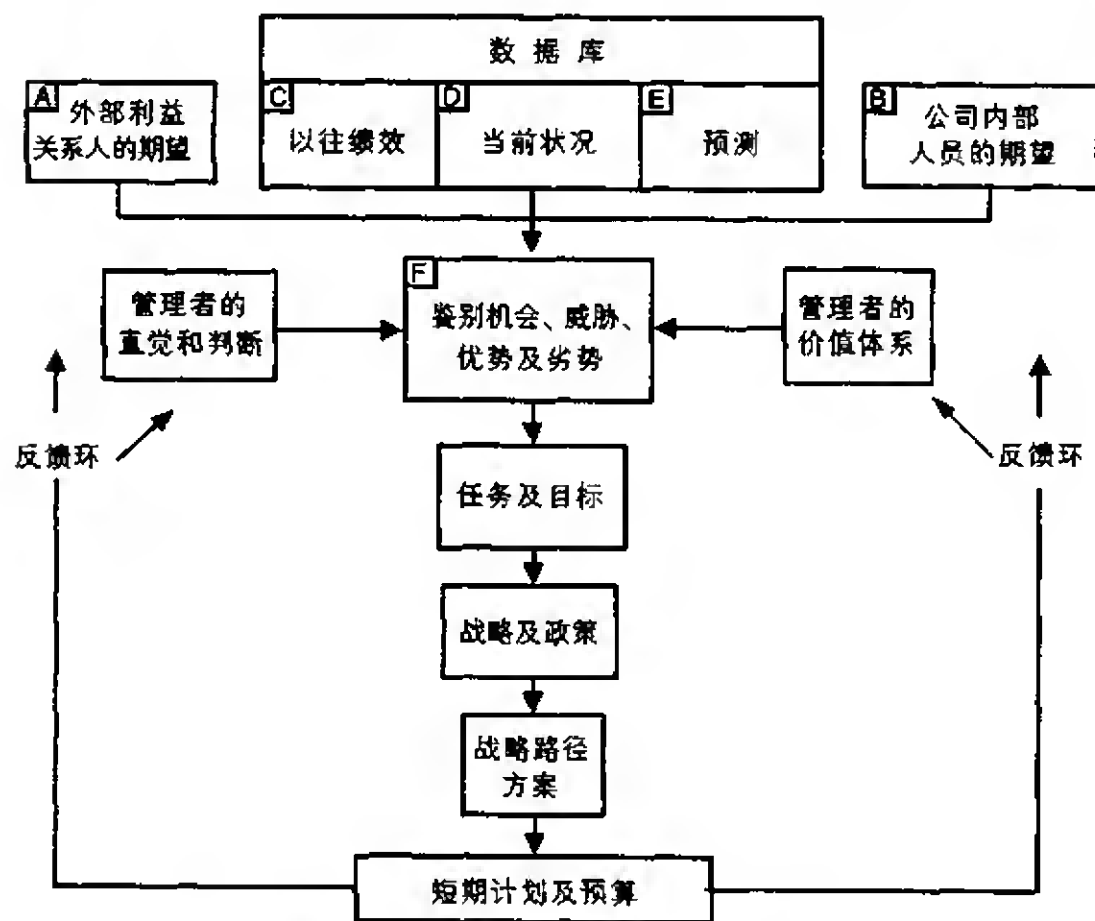 数据库
A
外部利益
关系人的期望
C
以往绩效
D
当前状况
E
预测
B
公司内部
人员的期望
管理者的
直觉和判断
F
鉴别机会、威胁、
优势及劣势
管理者的
价值体系
反馈环
反馈环
任务及目标
战略及政策
战略路径
方案
短期计划及预算